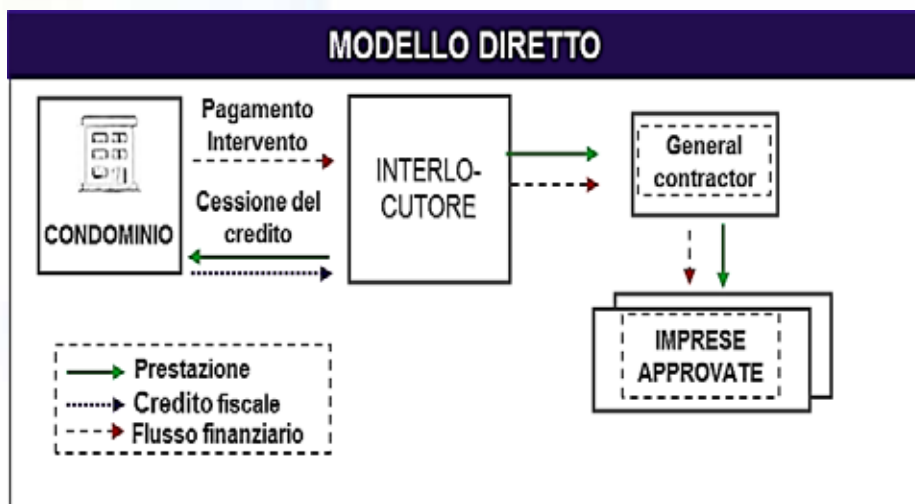 MODELLO DIRETTO
Pagamento
Intervento
Cessione del
credito
CONDOMINIO
INTERLO-
CUTORE
General
contractor
IMPRESE
APPROVATE
Prestazione
Credito fiscale
Flusso finanziario